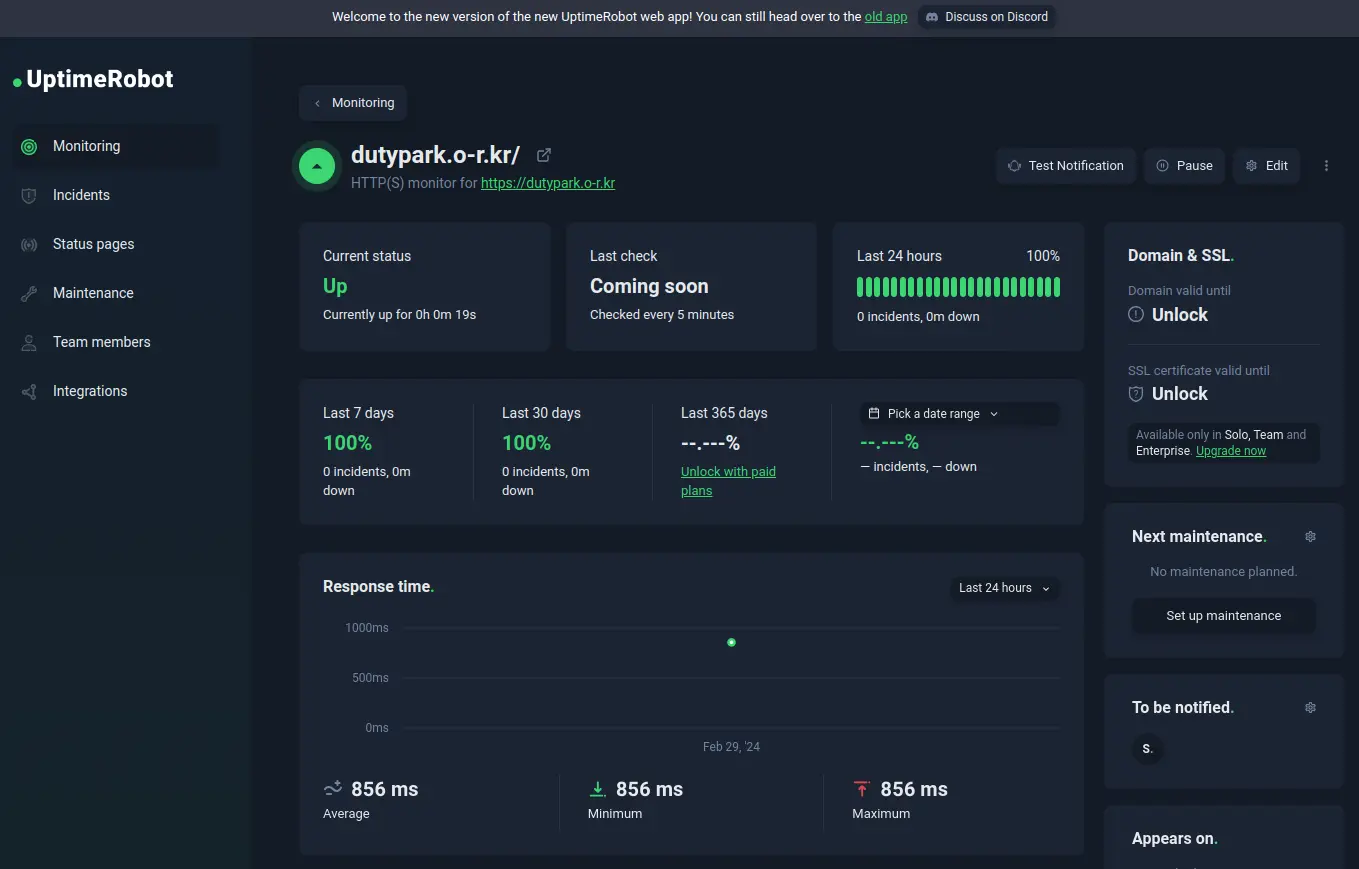 Welcome to the new version of the new UptimeRobot web app! You can still head over to the old app
Discuss on Discord
UptimeRobot
Monitoring
Incidents
Status pages
Maintenance
Team members
Integrations
Monitoring
dutypark.o-r.kr/
HTTP(S) monitor for https://dutypark.o-r.kr
Test Notification
Pause
Edit
Current status
Up
Currently up for 0h 0m 19s
Last check
Coming soon
Checked every 5 minutes
Last 24 hours 100%
0 incidents, 0m down
Last 7 days
100%
0 incidents, 0m
down
Last 30 days
100%
0 incidents, 0m
down
Last 365 days
--.---%
Unlock with paid
plans
Pick a date range
--.---%
— incidents, — down
Response time.
Last 24 hours
1000ms
500ms
0ms
Feb 29, '24
856 ms
Average
856 ms
Minimum
856 ms
Maximum
Domain & SSL.
Domain valid until
Unlock
SSL certificate valid until
Unlock
Available only in Solo, Team and
Enterprise. Upgrade now
Next maintenance.
No maintenance planned.
Set up maintenance
To be notified.
S.
Appears on.